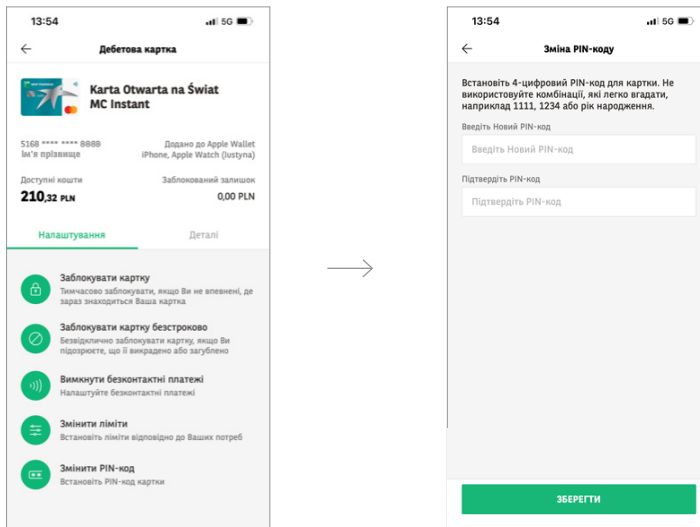 13:54
5G
Дебетова картка
Karta Otwarta na Świat
MC Instant
5168 **** **** 8888
Ім'я прізвище
Додано до Apple Wallet
iPhone, Apple Watch (Justyna)
Доступні кошти
210,32 PLN
Заблокований залишок
0,00 PLN
Налаштування
Деталі
Заблокувати картку
Тимчасово заблокувати, якщо Ви не впевнені, де
зараз знаходиться Ваша картка
Заблокувати картку безстроково
Безвідклично заблокувати картку, якщо Ви
підозрюєте, що її викрадено або загублено
Вимкнути безконтактні платежі
Налаштуйте безконтактні платежі
Змінити ліміти
Встановіть ліміти відповідно до Ваших потреб
Змінити PIN-код
Встановіть PIN-код картки
13:54
5G
Зміна PIN-коду
Встановіть 4-цифровий PIN-код для картки. Не
використовуйте комбінації, які легко вгадати,
наприклад 1111, 1234 або рік народження.
Введіть Новий PIN-код
Введіть Новий PIN-код
Підтвердіть PIN-код
Підтвердіть PIN-код
ЗБЕРЕГТИ